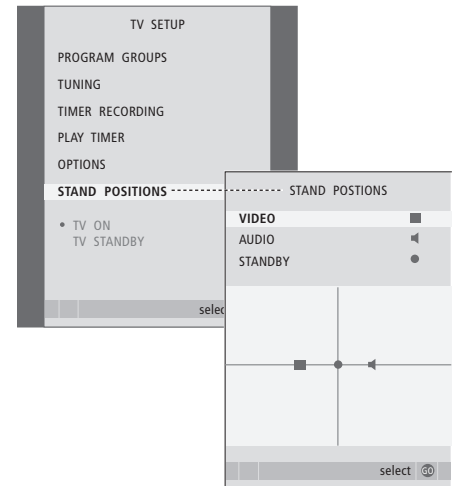 TV SETUP
PROGRAM GROUPS
TUNING
TIMER RECORDING
PLAY TIMER
OPTIONS
STAND POSITIONS
• TV ON
TV STANDBY
selec
STAND POSTIONS
VIDEO
AUDIO
STANDBY
select GO